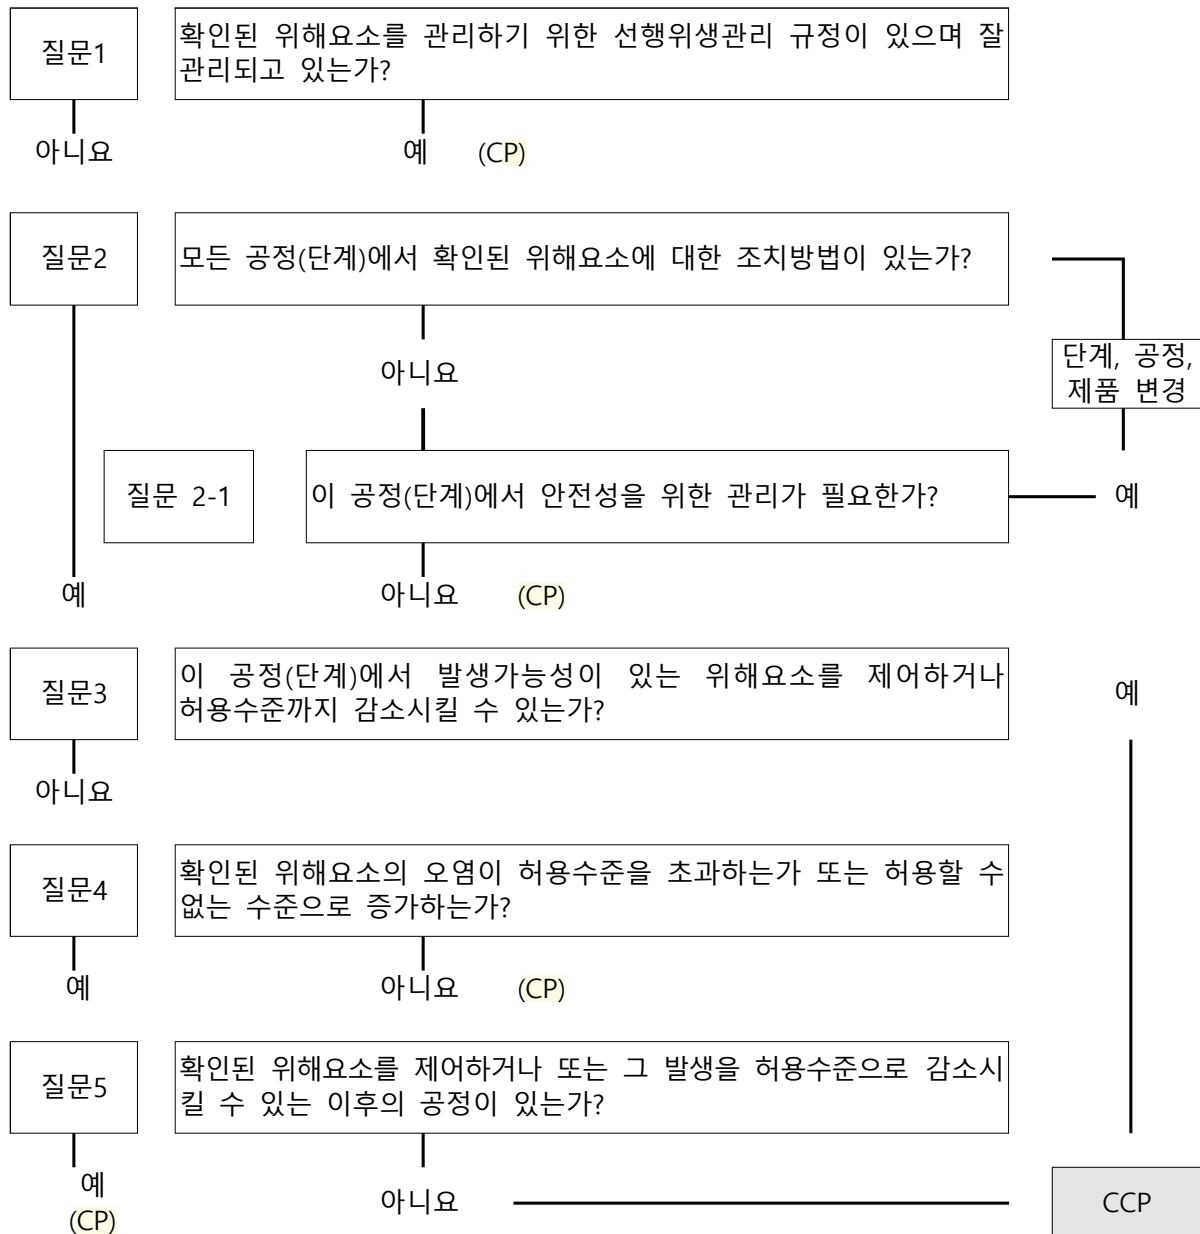 질문1
확인된 위해요소를 관리하기 위한 선행위생관리 규정이 있으며 잘
관리되고 있는가?
아니요
예 (CP)
질문2
모든 공정(단계)에서 확인된 위해요소에 대한 조치방법이 있는가?
아니요
단계, 공정,
제품 변경
질문 2-1
이 공정(단계)에서 안전성을 위한 관리가 필요한가?
예
예
아니요 (CP)
질문3
이 공정(단계)에서 발생가능성이 있는 위해요소를 제어하거나
허용수준까지 감소시킬 수 있는가?
예
아니요
질문4
확인된 위해요소의 오염이 허용수준을 초과하는가 또는 허용할 수
없는 수준으로 증가하는가?
예
아니요 (CP)
질문5
확인된 위해요소를 제어하거나 또는 그 발생을 허용수준으로 감소시
킬 수 있는 이후의 공정이 있는가?
예
(CP)
아니요
CCP